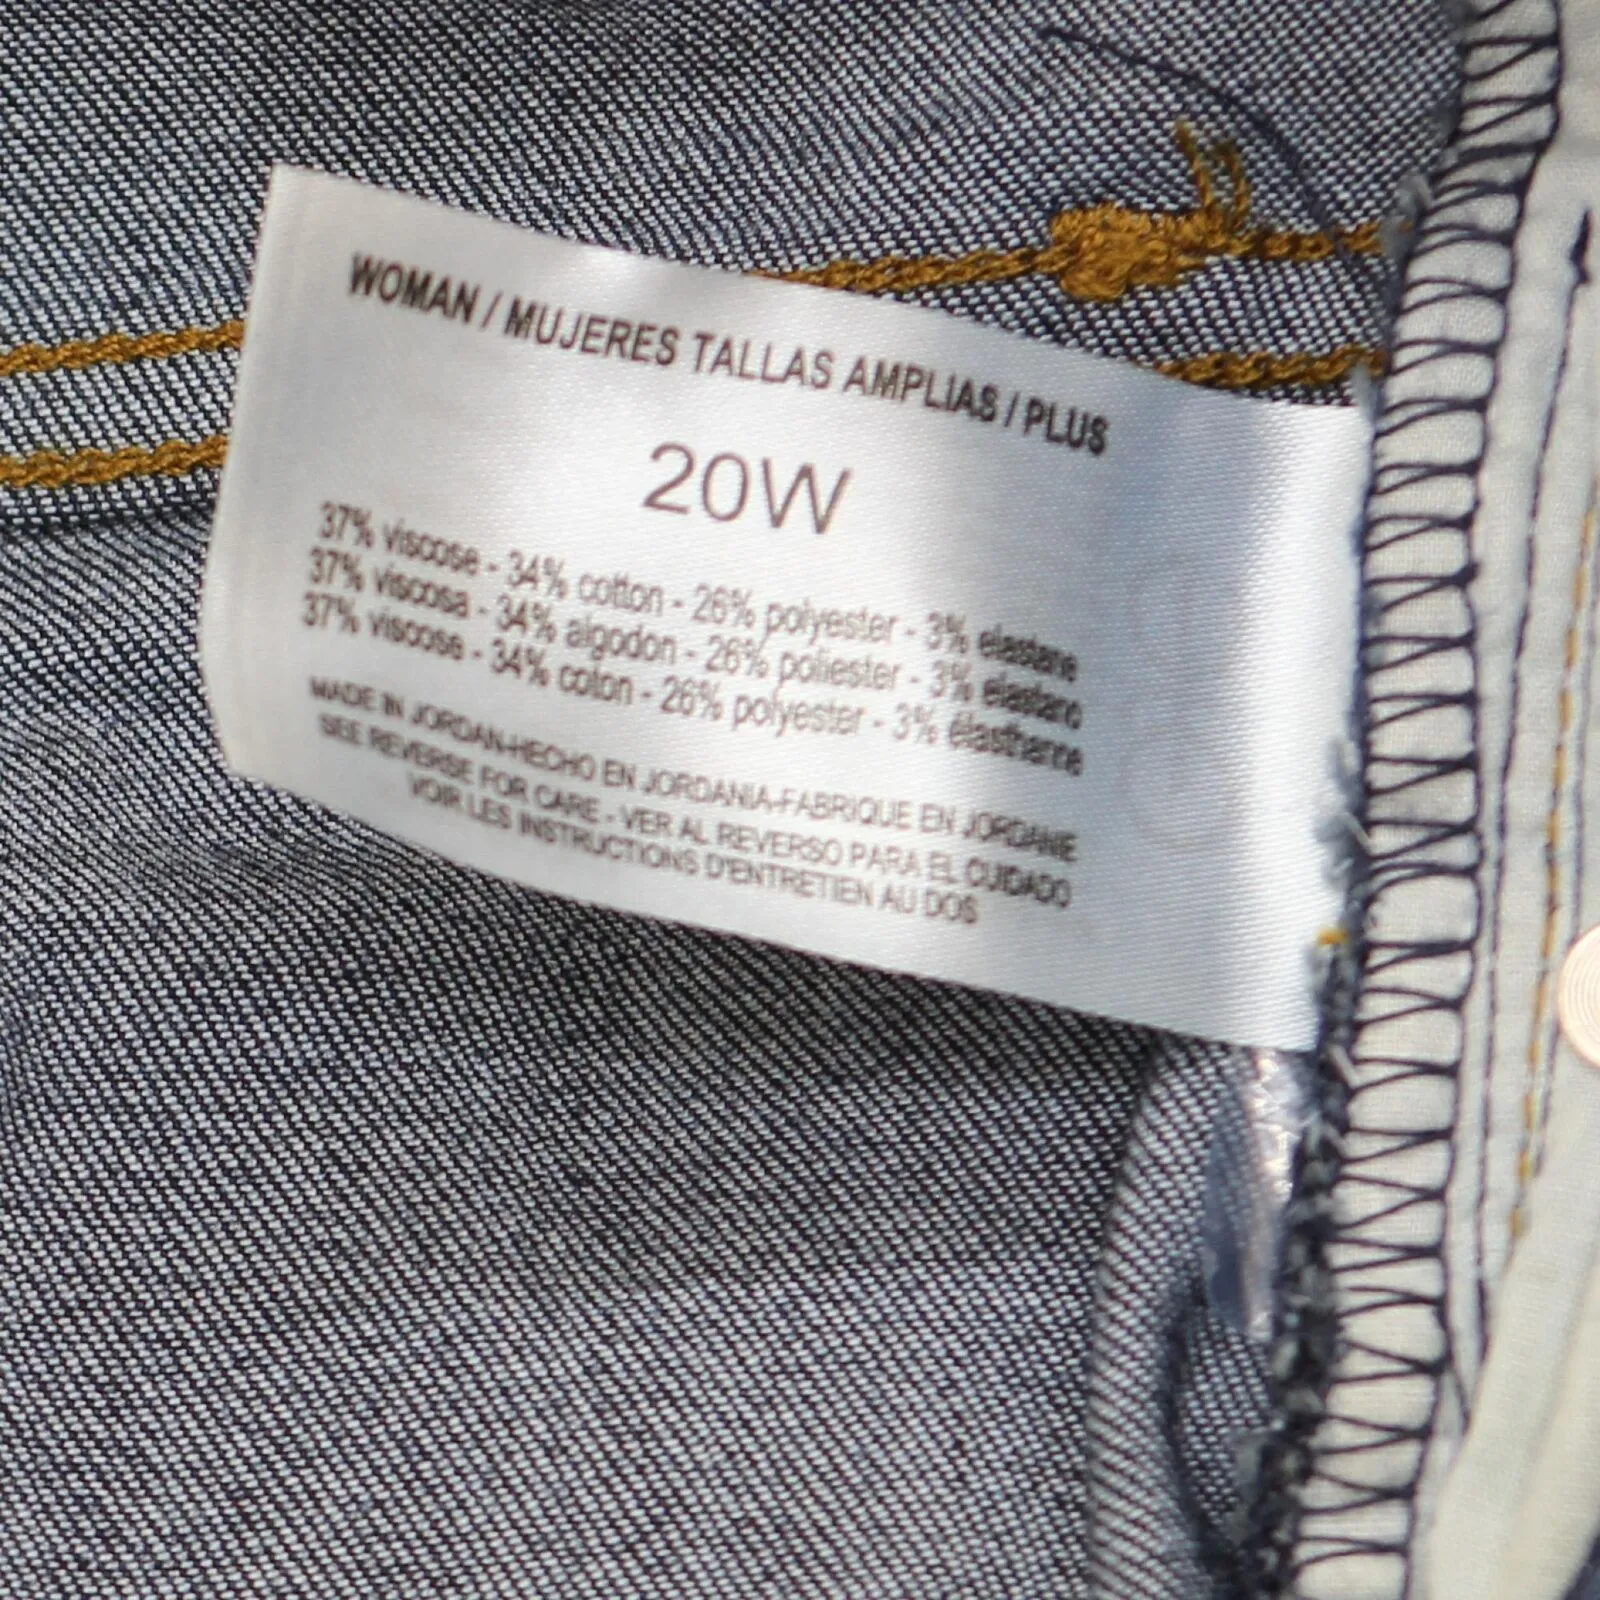 WOMAN / MUJERES TALLAS AMPLIAS / PLUS
20W
37% viscose - 34% cotton - 26% polyester - 3% elastane
37% viscosa - 34% algodon - 26% poliester - 3% elastano
37% viscose - 34% coton - 26% polyester - 3% élasthanne
MADE IN JORDAN-HECHO EN JORDANIA-FABRIQUE EN JORDANIE
SEE REVERSE FOR CARE - VER AL REVERSO PARA EL CUIDADO
VOIR LES INSTRUCTIONS D'ENTRETIEN AU DOS